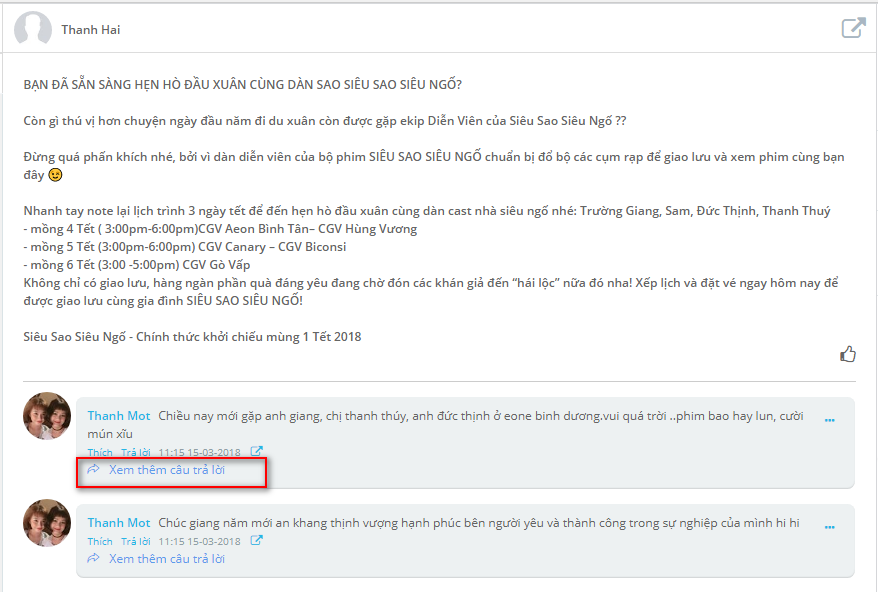 Thanh Hai
BẠN ĐÃ SẴN SÀNG HẸN HÒ ĐẦU XUÂN CÙNG DÀN SAO SIÊU SAO SIÊU NGỐ?
Còn gì thú vị hơn chuyện ngày đầu năm đi du xuân còn được gặp ekip Diễn Viên của Siêu Sao Siêu Ngố ??
Đừng quá phấn khích nhé, bởi vì dàn diễn viên của bộ phim SIÊU SAO SIÊU NGỐ chuẩn bị đổ bộ các cụm rạp để giao lưu và xem phim cùng bạn
đây 😉
Nhanh tay note lại lịch trình 3 ngày tết để đến hẹn hò đầu xuân cùng dàn cast nhà siêu ngố nhé: Trường Giang, Sam, Đức Thịnh, Thanh Thuý
- mồng 4 Tết ( 3:00pm-6:00pm)CGV Aeon Bình Tân– CGV Hùng Vương
- mồng 5 Tết (3:00pm-6:00pm) CGV Canary – CGV Biconsi
- mồng 6 Tết (3:00 -5:00pm) CGV Gò Vấp
Không chỉ có giao lưu, hàng ngàn phần quà đáng yêu đang chờ đón các khán giả đến “hái lộc” nữa đó nha! Xếp lịch và đặt vé ngay hôm nay để
được giao lưu cùng gia đình SIÊU SAO SIÊU NGỐ!
Siêu Sao Siêu Ngố - Chính thức khởi chiếu mùng 1 Tết 2018
Thanh Mot Chiều nay mới gặp anh giang, chị thanh thúy, anh đức thịnh ở eone binh dương.vui quá trời ..phim bao hay lun, cười
mún xĩu
Thích Trả lời 11:15 15-03-2018
Xem thêm câu trả lời
Thanh Mot Chúc giang năm mới an khang thịnh vượng hạnh phúc bên người yêu và thành công trong sự nghiệp của mình hi hi
Thích Trả lời 11:15 15-03-2018
Xem thêm câu trả lời